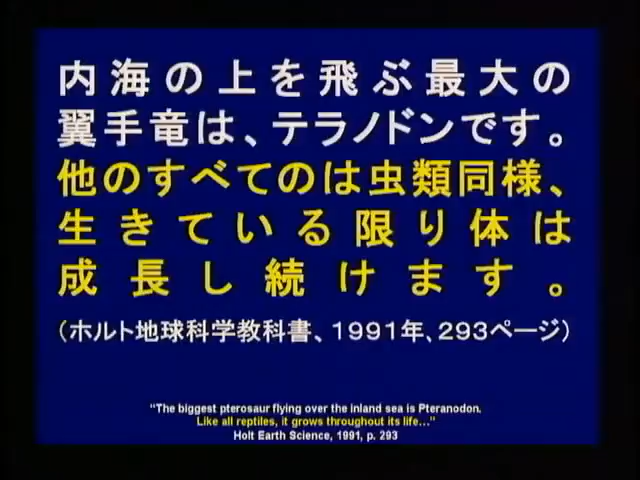 内海の上を飛ぶ最大の
翼手竜は、テラノドンです。
他のすべてのは虫類同様、
生きている限り体は
成長し続けます。
（ホルト地球科学教科書、1991年、293ページ）
“The biggest pterosaur flying over the inland sea is Pteranodon.
Like all reptiles, it grows throughout its life…”
Holt Earth Science, 1991, p. 293